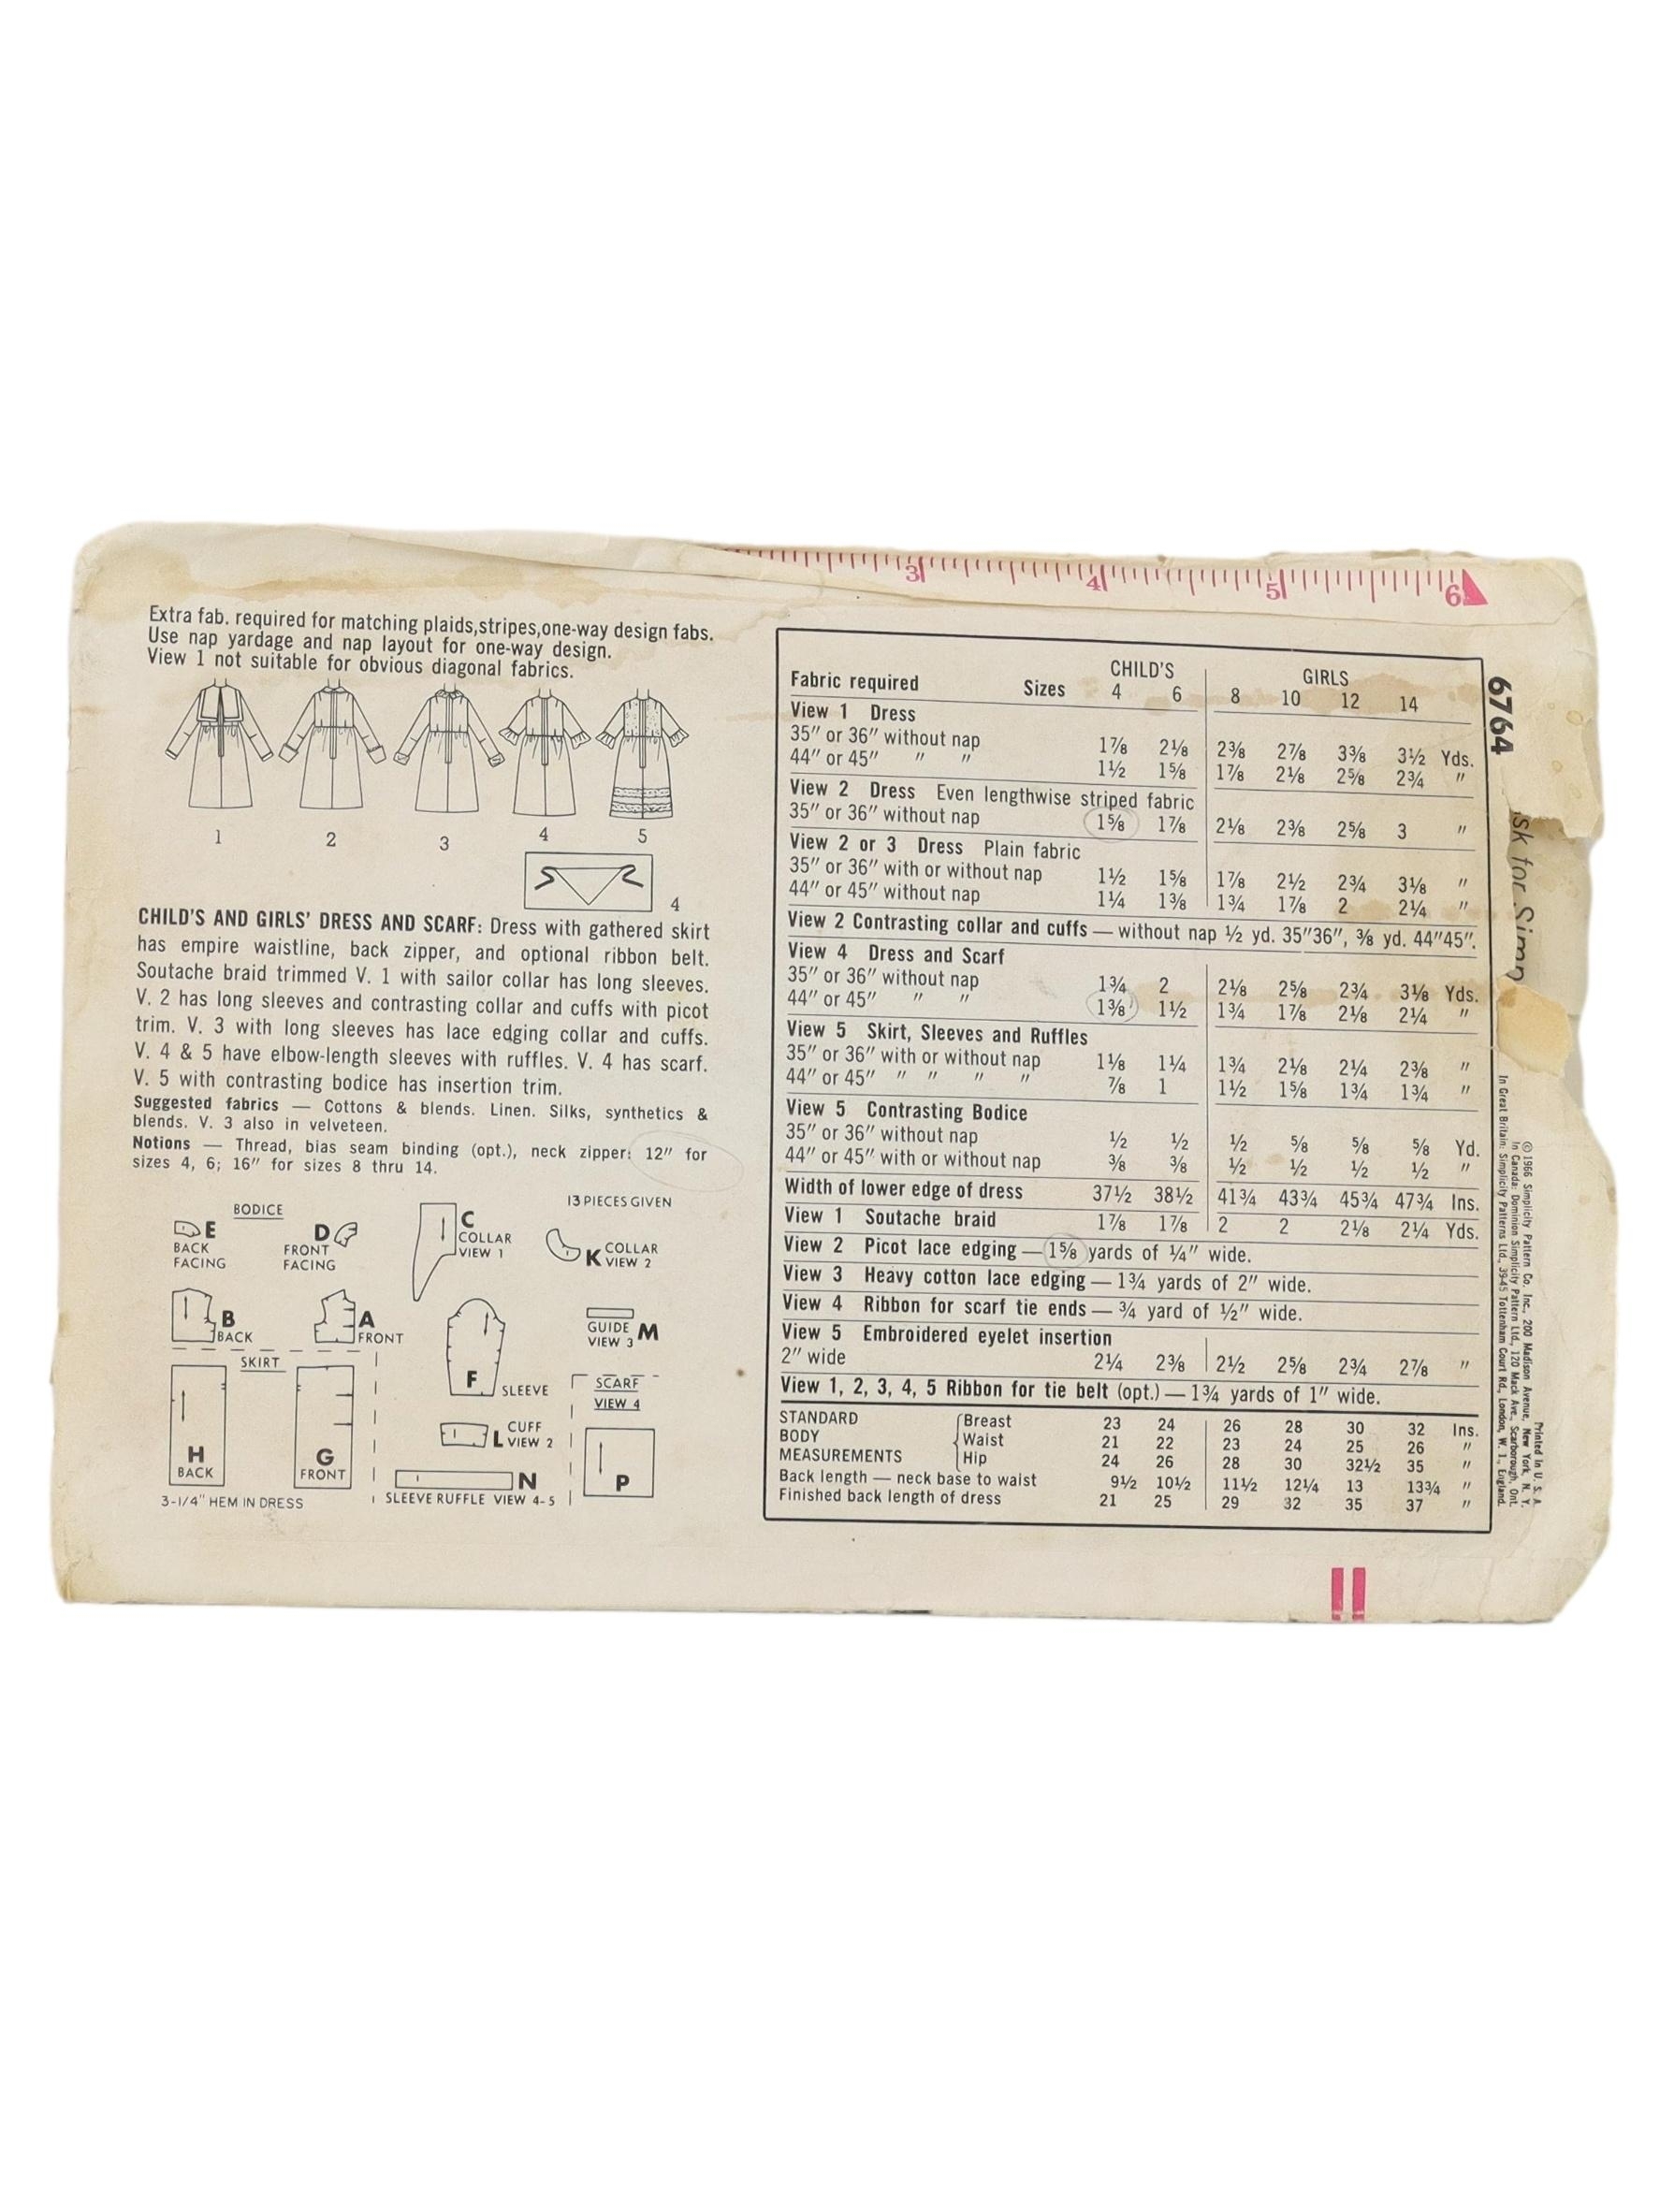 3 4 5 6
Extra fab. required for matching plaids,stripes,one-way design fabs.
Use nap yardage and nap layout for one-way design.
View 1 not suitable for obvious diagonal fabrics.
1 2 3 4 5
4
CHILD'S AND GIRLS' DRESS AND SCARF: Dress with gathered skirt
has empire waistline, back zipper, and optional ribbon belt.
Soutache braid trimmed V. 1 with sailor collar has long sleeves.
V. 2 has long sleeves and contrasting collar and cuffs with picot
trim. V. 3 with long sleeves has lace edging collar and cuffs.
V. 4 & 5 have elbow-length sleeves with ruffles. V. 4 has scarf.
V. 5 with contrasting bodice has insertion trim.
Suggested fabrics — Cottons & blends. Linen. Silks, synthetics &
blends. V. 3 also in velveteen.
Notions — Thread, bias seam binding (opt.), neck zipper: 12" for
sizes 4, 6; 16" for sizes 8 thru 14.
13 PIECES GIVEN
BODICE
E BACK FACING
D FRONT FACING
C COLLAR VIEW 1
K COLLAR VIEW 2
B BACK
A FRONT
GUIDE M VIEW 3
SKIRT
F SLEEVE
SCARF VIEW 4
H BACK
G FRONT
L CUFF VIEW 2
P
N
SLEEVE RUFFLE VIEW 4-5
3-1/4" HEM IN DRESS
CHILD'S GIRLS
Fabric required Sizes 4 6 8 10 12 14
View 1 Dress
35" or 36" without nap 1⅞ 2⅛ 2⅜ 2⅞ 3⅜ 3½ Yds.
44" or 45" " " 1½ 1⅝ 1⅞ 2⅛ 2⅝ 2¾ "
View 2 Dress Even lengthwise striped fabric
35" or 36" without nap 1⅝ 1⅞ 2⅛ 2⅜ 2⅝ 3 "
View 2 or 3 Dress Plain fabric
35" or 36" with or without nap 1½ 1⅝ 1⅞ 2½ 2¾ 3⅛ "
44" or 45" without nap 1¼ 1⅜ 1¾ 1⅞ 2 2¼ "
View 2 Contrasting collar and cuffs — without nap ½ yd. 35"36", ⅜ yd. 44"45".
View 4 Dress and Scarf
35" or 36" without nap 1¾ 2 2⅛ 2⅝ 2¾ 3⅛ Yds.
44" or 45" " " 1⅜ 1½ 1¾ 1⅞ 2⅛ 2¼ "
View 5 Skirt, Sleeves and Ruffles
35" or 36" with or without nap 1⅛ 1¼ 1¾ 2⅛ 2¼ 2⅜ "
44" or 45" " " " " ⅞ 1 1½ 1⅝ 1¾ 1¾ "
View 5 Contrasting Bodice
35" or 36" without nap ½ ½ ½ ⅝ ⅝ ⅝ Yd.
44" or 45" with or without nap ⅜ ⅜ ½ ½ ½ ½ "
Width of lower edge of dress 37½ 38½ 41¾ 43¾ 45¾ 47¾ Ins.
View 1 Soutache braid 1⅞ 1⅞ 2 2 2⅛ 2¼ Yds.
View 2 Picot lace edging — 1⅝ yards of ¼" wide.
View 3 Heavy cotton lace edging — 1¾ yards of 2" wide.
View 4 Ribbon for scarf tie ends — ¾ yard of ½" wide.
View 5 Embroidered eyelet insertion
2" wide 2¼ 2⅜ 2½ 2⅝ 2¾ 2⅞ "
View 1, 2, 3, 4, 5 Ribbon for tie belt (opt.) — 1¾ yards of 1" wide.
STANDARD Breast 23 24 26 28 30 32 Ins.
BODY Waist 21 22 23 24 25 26 "
MEASUREMENTS Hip 24 26 28 30 32½ 35 "
Back length — neck base to waist 9½ 10½ 11½ 12¼ 13 13¾ "
Finished back length of dress 21 25 29 32 35 37 "
6764
sk for Simp
Printed in U. S. A.
© 1966 Simplicity Pattern Co. Inc., 200 Madison Avenue, New York, N. Y.
In Canada: Dominion Simplicity Pattern Ltd., 120 Mack Ave., Scarborough, Ont.
In Great Britain: Simplicity Patterns Ltd., 39-45 Tottenham Court Rd., London, W. 1., England.